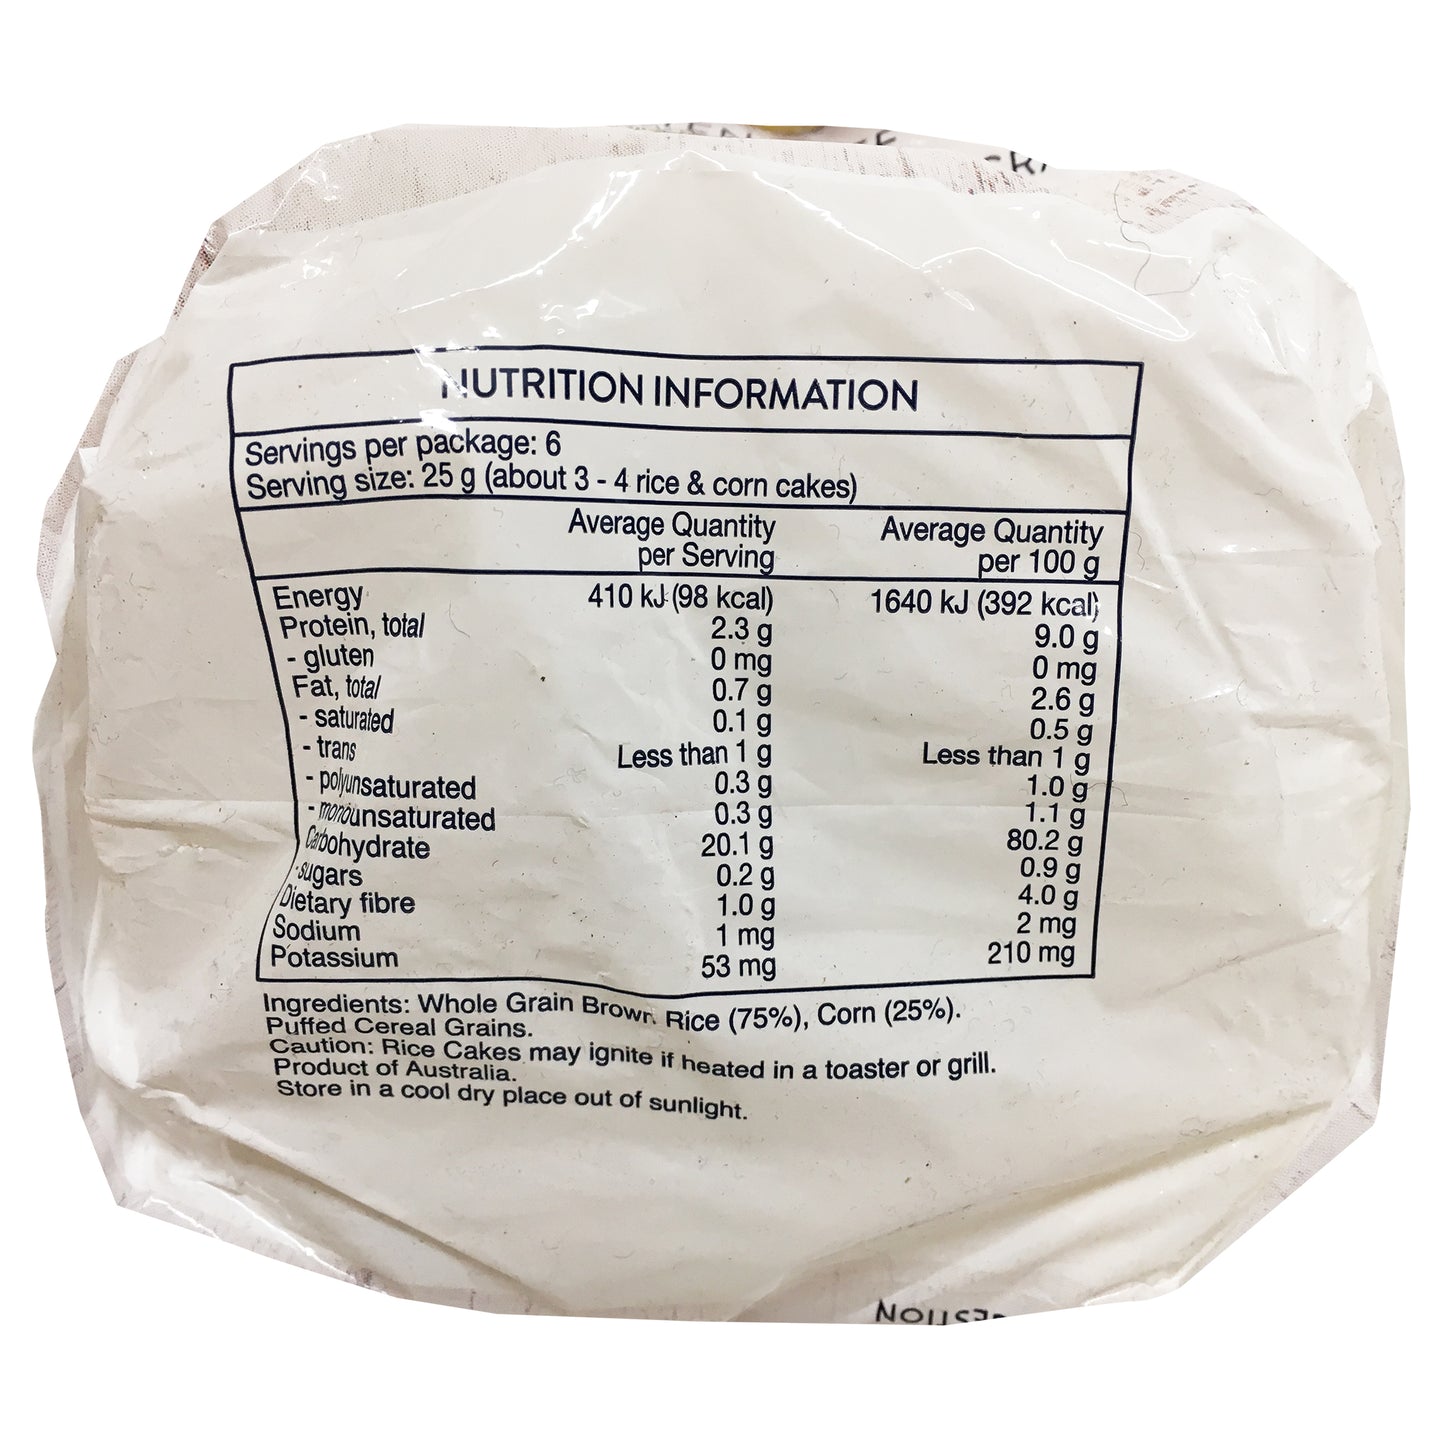 NUTRITION INFORMATION
Servings per package: 6
Serving size: 25 g (about 3 - 4 rice & corn cakes)
Average Quantity per Serving Average Quantity per 100 g
Energy 410 kJ (98 kcal) 1640 kJ (392 kcal)
Protein, total 2.3 g 9.0 g
- gluten 0 mg 0 mg
Fat, total 0.7 g 2.6 g
- saturated 0.1 g 0.5 g
- trans Less than 1 g Less than 1 g
- polyunsaturated 0.3 g 1.0 g
- monounsaturated 0.3 g 1.1 g
Carbohydrate 20.1 g 80.2 g
- sugars 0.2 g 0.9 g
Dietary fibre 1.0 g 4.0 g
Sodium 1 mg 2 mg
Potassium 53 mg 210 mg
Ingredients: Whole Grain Brown Rice (75%), Corn (25%).
Puffed Cereal Grains.
Caution: Rice Cakes may ignite if heated in a toaster or grill.
Product of Australia.
Store in a cool dry place out of sunlight.